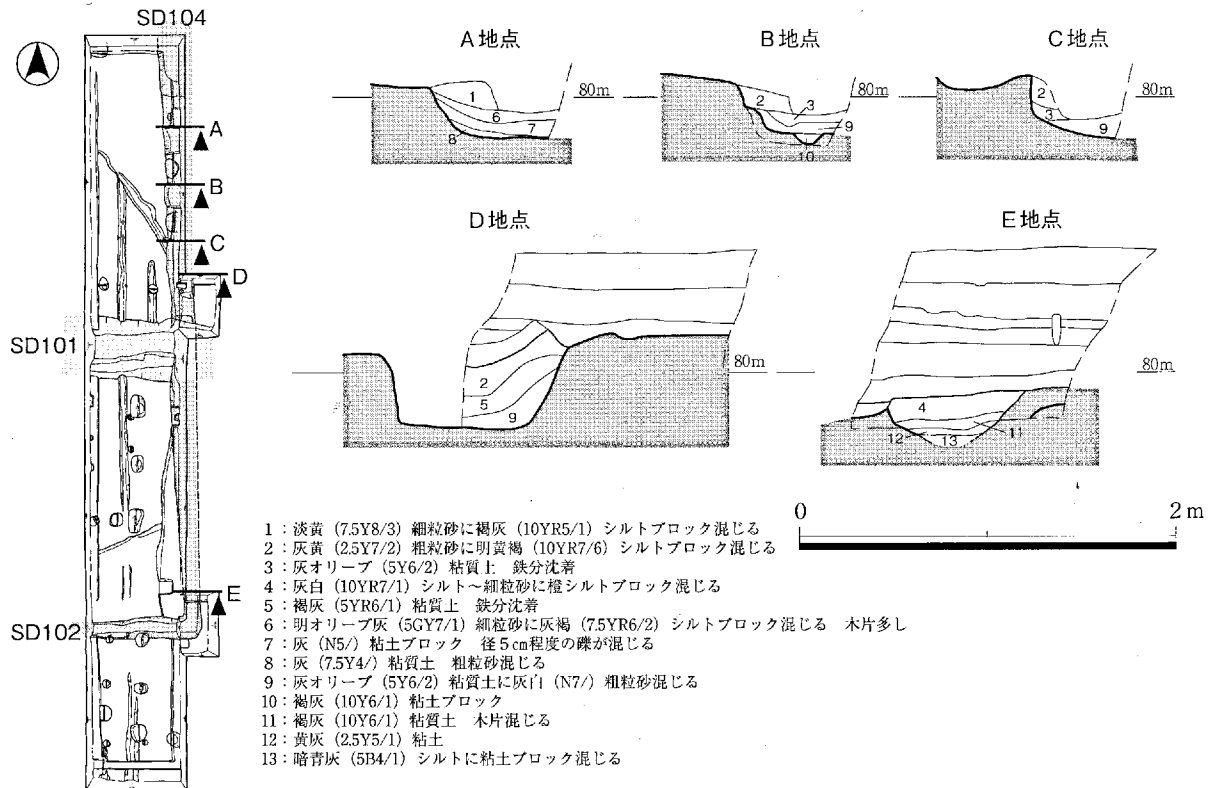 SD104
A
B
C
D
SD101
E
SD102
A地点
B地点
C地点
1
6
7
8
80m
2
3
9
10
80m
2
3
9
80m
D地点
E地点
2
5
9
80m
4
11
12
13
80m
0
2m
1：淡黄（7.5Y8/3）細粒砂に褐灰（10YR5/1）シルトブロック混じる
2：灰黄（2.5Y7/2）粗粒砂に明黄褐（10YR7/6）シルトブロック混じる
3：灰オリーブ（5Y6/2）粘質土　鉄分沈着
4：灰白（10YR7/1）シルト～細粒砂に橙シルトブロック混じる
5：褐灰（5YR6/1）粘質土　鉄分沈着
6：明オリーブ灰（5GY7/1）細粒砂に灰褐（7.5YR6/2）シルトブロック混じる　木片多し
7：灰（N5/）粘土ブロック　径5㎝程度の礫が混じる
8：灰（7.5Y4/）粘質土　粗粒砂混じる
9：灰オリーブ（5Y6/2）粘質土に灰白（N7/）粗粒砂混じる
10：褐灰（10Y6/1）粘土ブロック
11：褐灰（10Y6/1）粘質土　木片混じる
12：黄灰（2.5Y5/1）粘土
13：暗青灰（5B4/1）シルトに粘土ブロック混じる